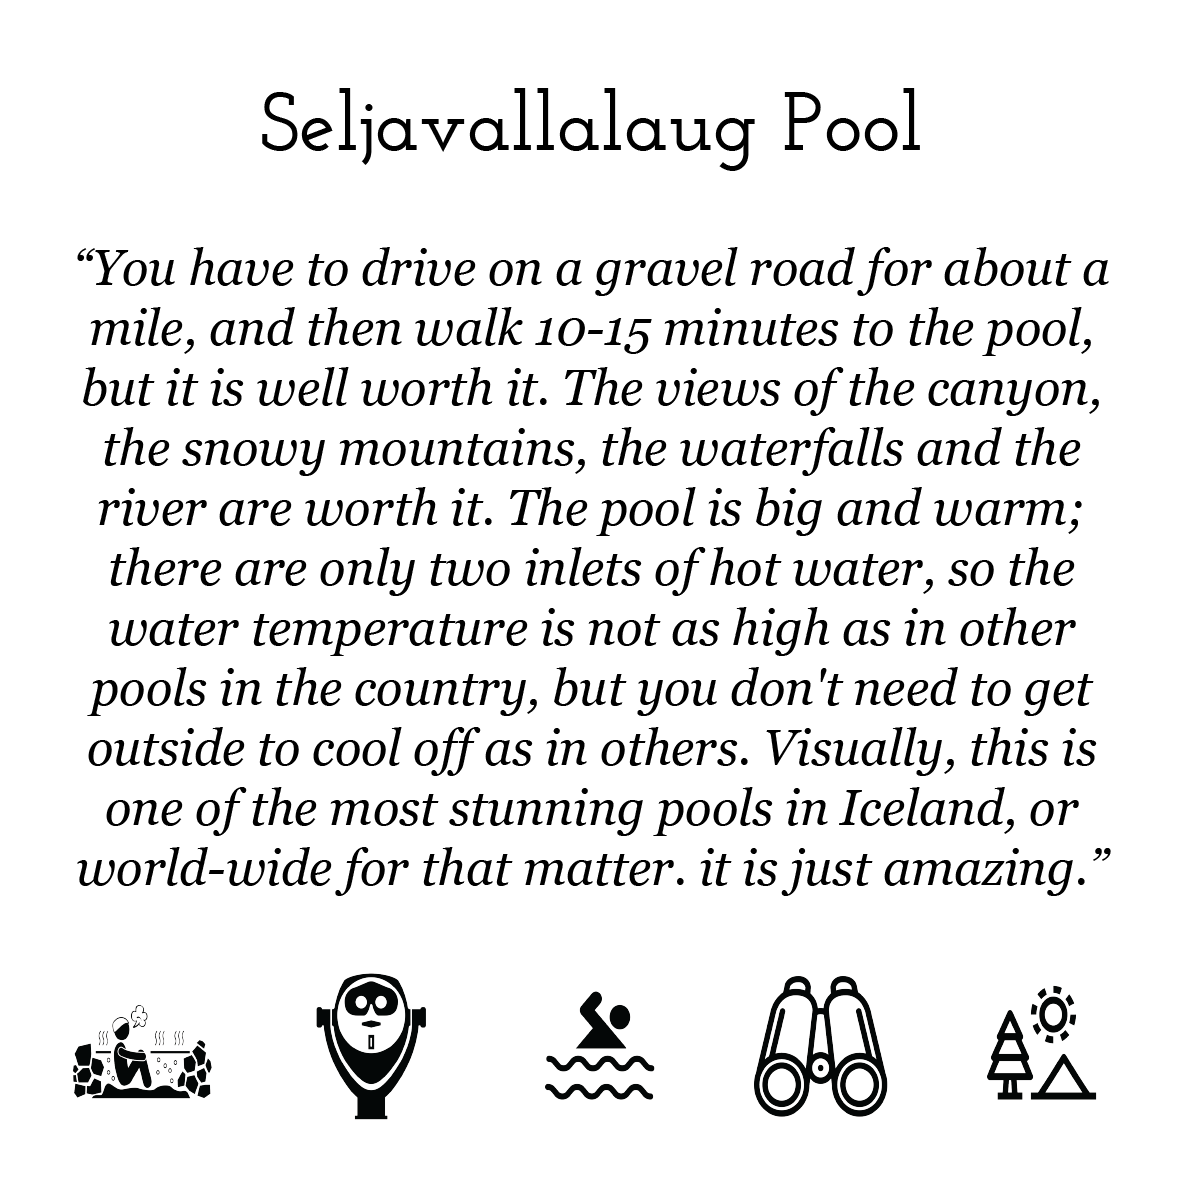 Seljavallalaug Pool
“You have to drive on a gravel road for about a
mile, and then walk 10-15 minutes to the pool,
but it is well worth it. The views of the canyon,
the snowy mountains, the waterfalls and the
river are worth it. The pool is big and warm;
there are only two inlets of hot water, so the
water temperature is not as high as in other
pools in the country, but you don't need to get
outside to cool off as in others. Visually, this is
one of the most stunning pools in Iceland, or
world-wide for that matter. it is just amazing.”